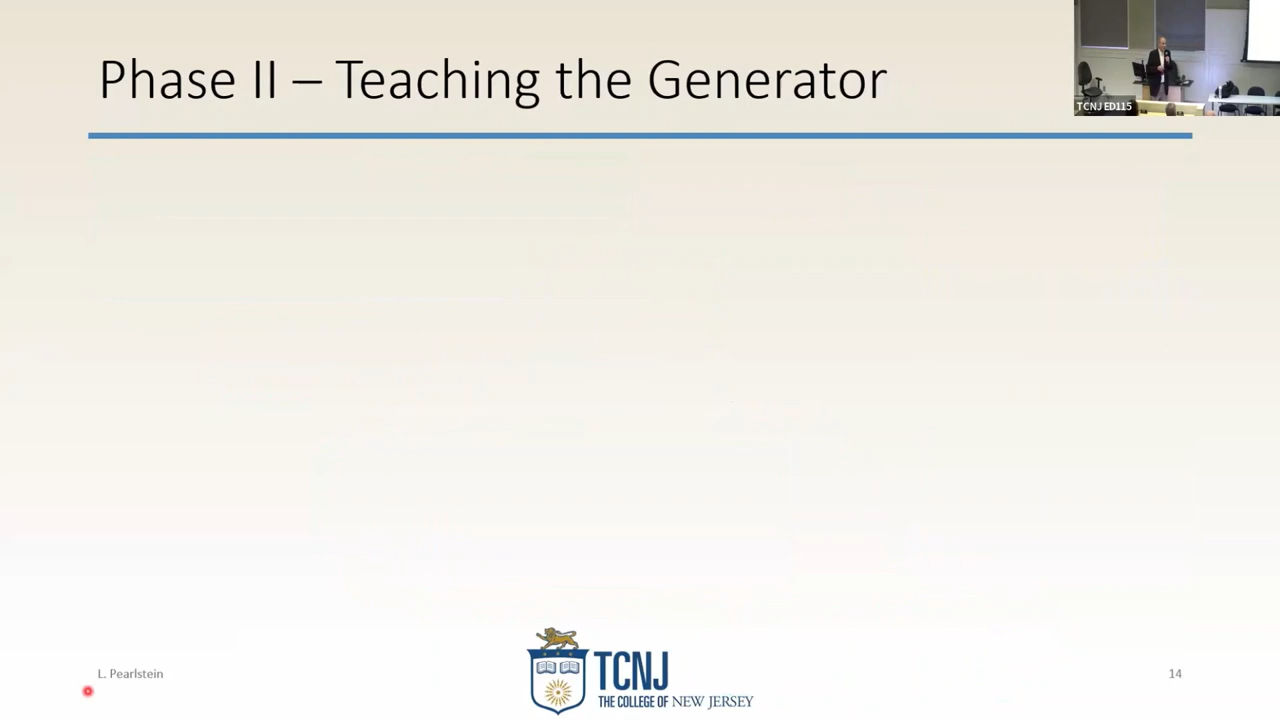 Phase II – Teaching the Generator
TCNJ ED115
L. Pearlstein
TCNJ
THE COLLEGE OF NEW JERSEY
14